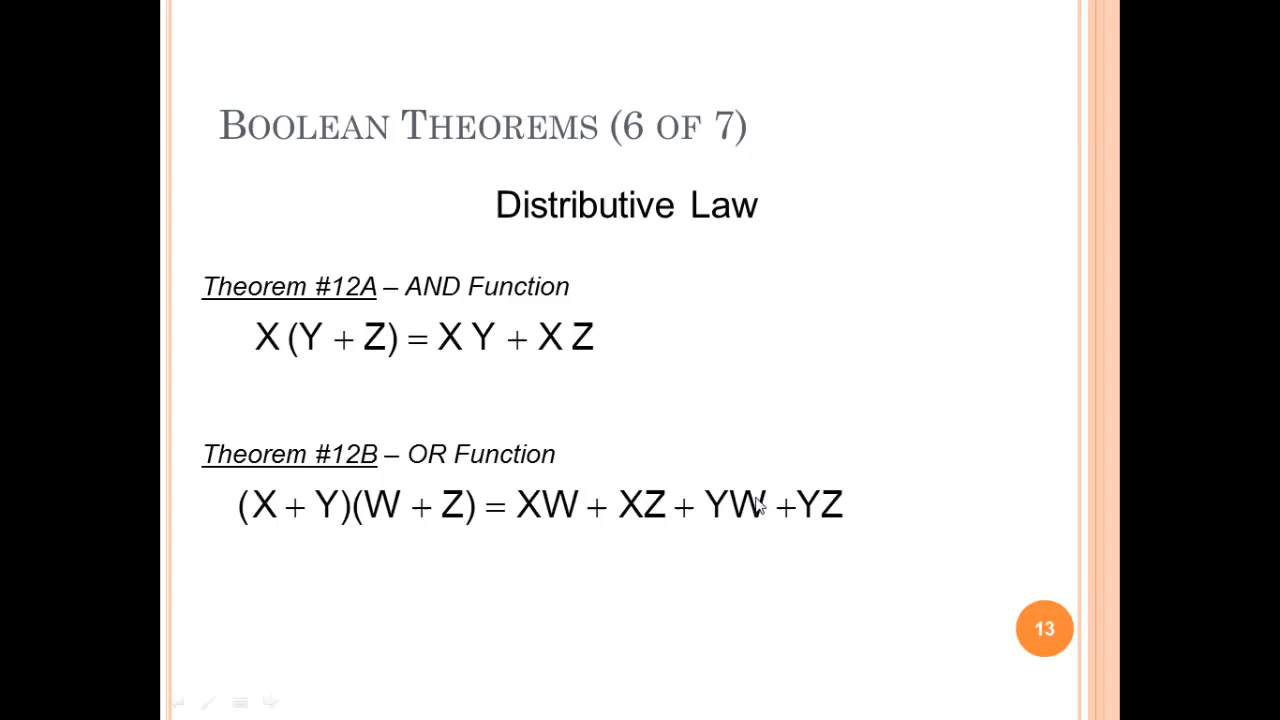 BOOLEAN THEOREMS (6 OF 7)
Distributive Law
Theorem #12A – AND Function
X (Y + Z) = X Y + X Z
Theorem #12B – OR Function
(X + Y)(W + Z) = XW + XZ + YW +YZ
13